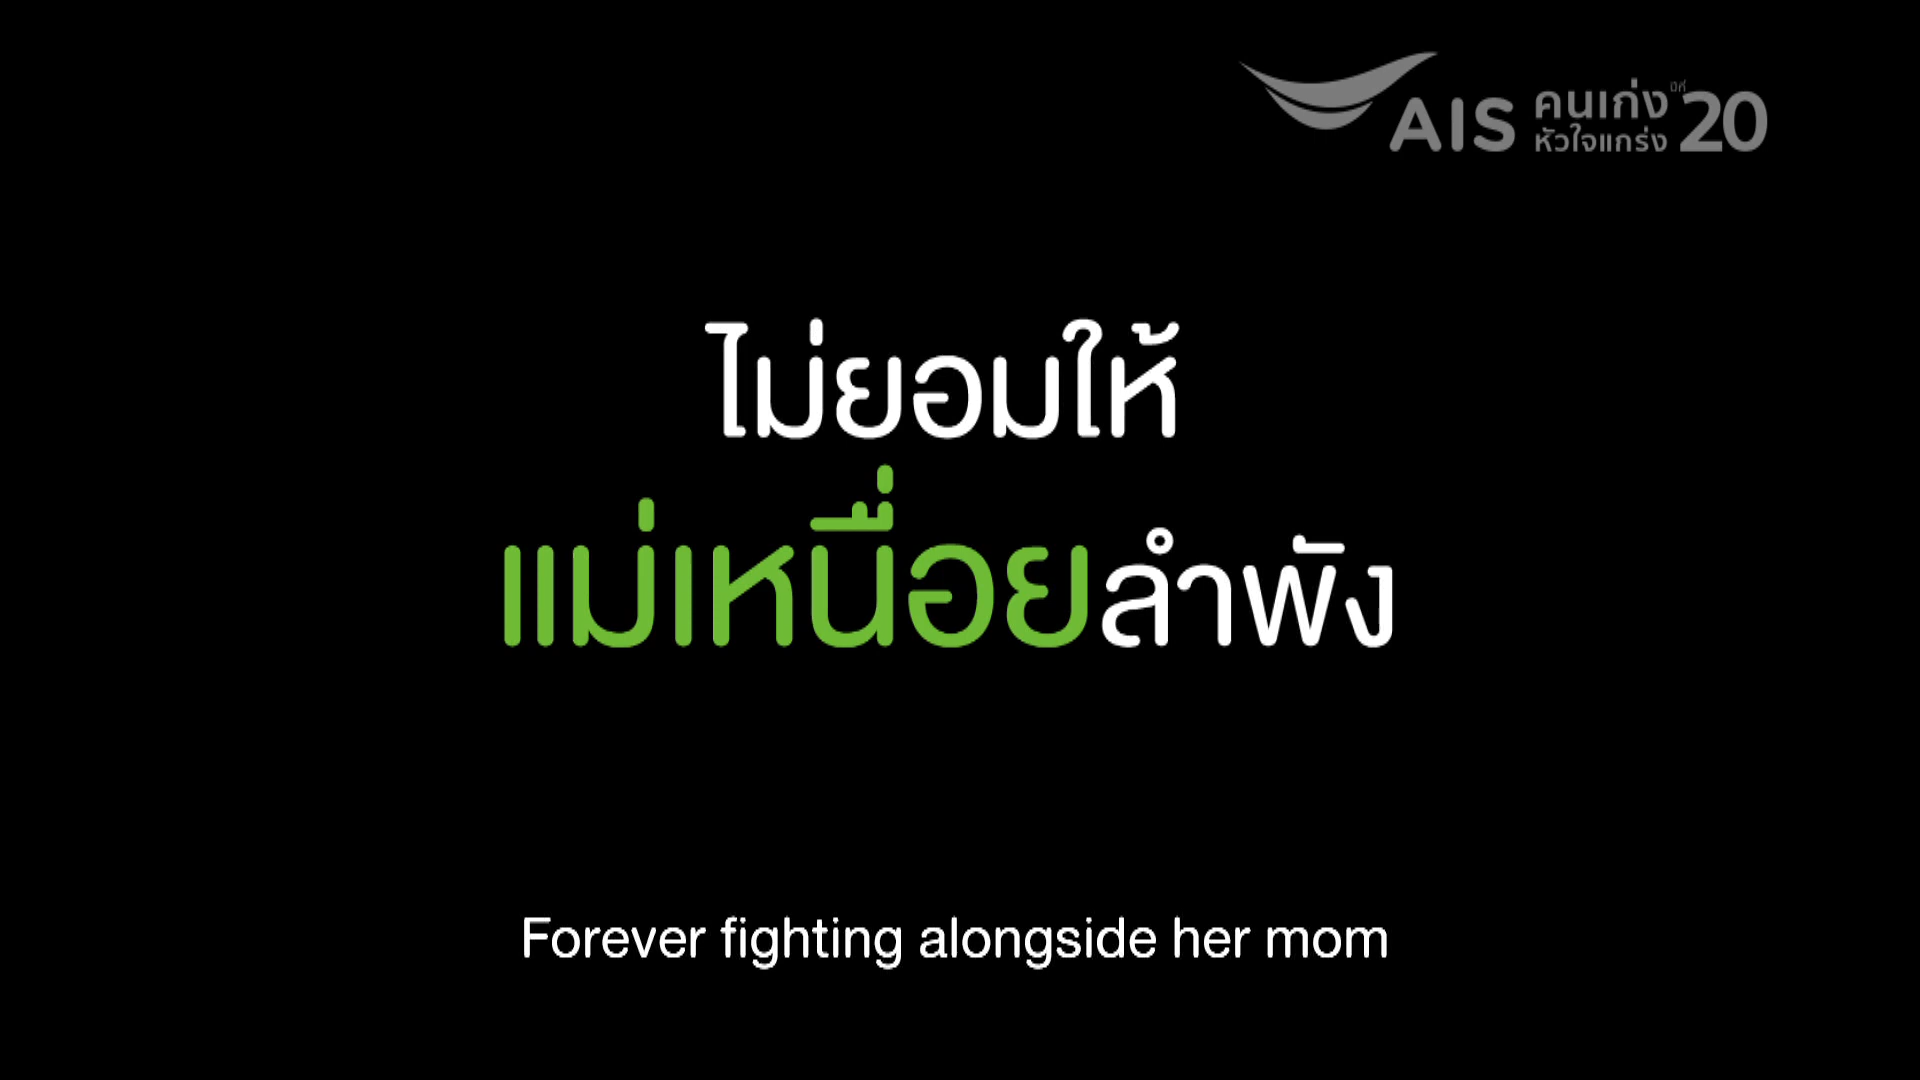 AIS คนเก่ง ปีที่ 20
หัวใจแกร่ง
ไม่ยอมให้
แม่เหนื่อยลำพัง
Forever fighting alongside her mom